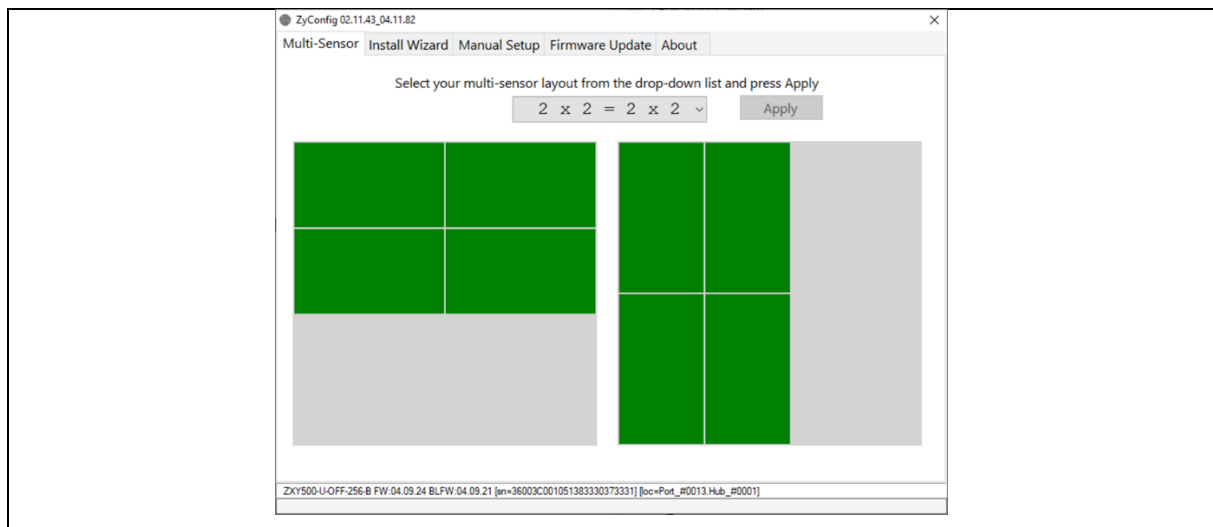 ZyConfig 02.11.43_04.11.82
Multi-Sensor Install Wizard Manual Setup Firmware Update About
Select your multi-sensor layout from the drop-down list and press Apply
2 x 2 = 2 x 2 Apply
ZXY500-U-OFF-256-B FW:04.09.24 BLFW:04.09.21 [sn=36003C001051383330373331] [loc=Port_#0013.Hub_#0001]